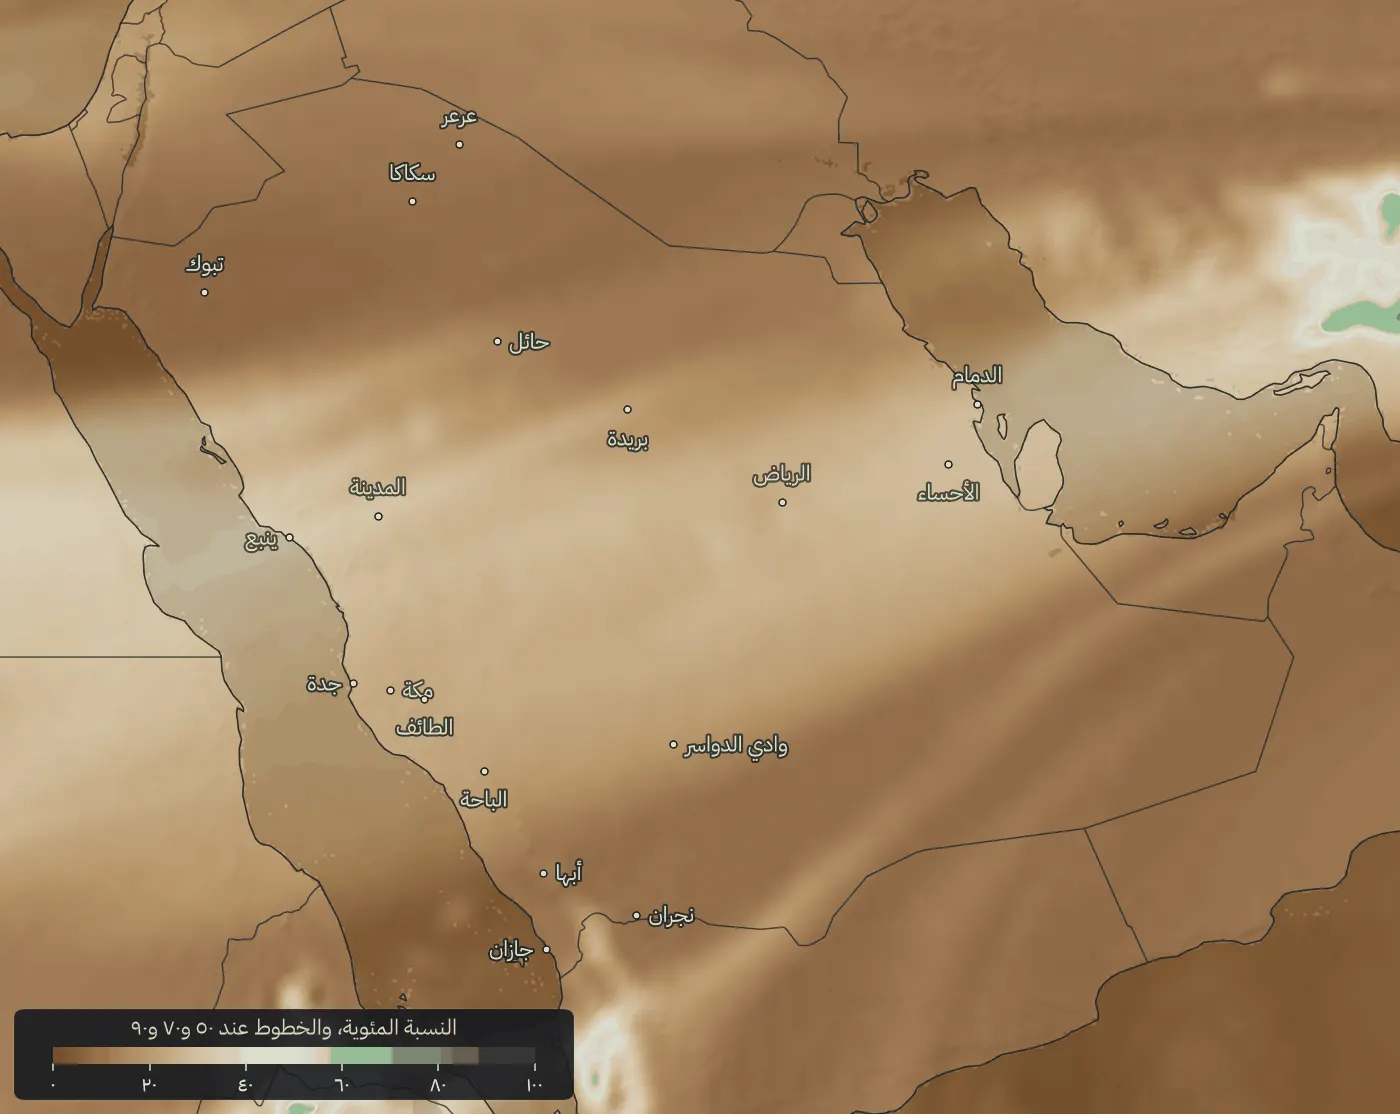 عرعر
سكاكا
تبوك
حائل
الدمام
بريدة
الرياض
المدينة
الأحساء
ينبع
جدة
مكة
الطائف
وادي الدواسر
الباحة
أبها
نجران
جازان
النسبة المئوية، والخطوط عند ٥٠ و٧٠ و٩٠
٠ ٢٠ ٤٠ ٦٠ ٨٠ ١٠٠